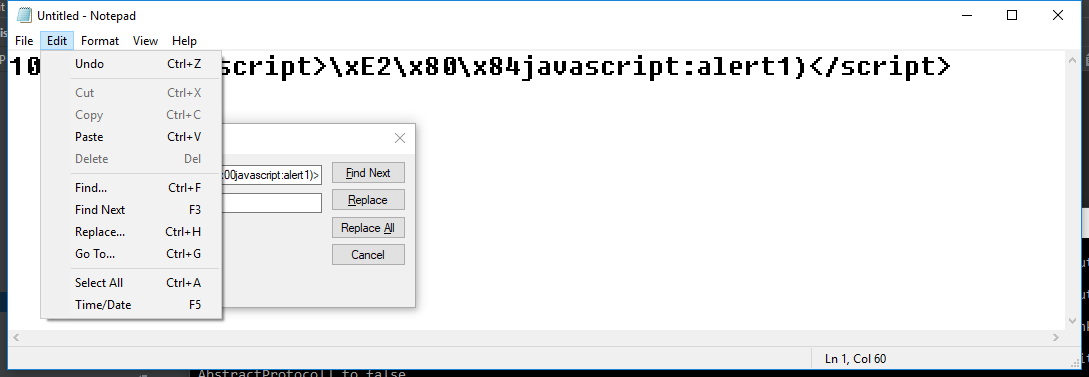 Untitled - Notepad
File Edit Format View Help
10 script>\xE2\x80\x84javascript:alert1)</script>
Undo Ctrl+Z
Cut Ctrl+X
Copy Ctrl+C
Paste Ctrl+V
Delete Del
Find... Ctrl+F
Find Next F3
Replace... Ctrl+H
Go To... Ctrl+G
Select All Ctrl+A
Time/Date F5
00javascript:alert1)>
Find Next
Replace
Replace All
Cancel
Ln 1, Col 60
AbstractProtocol] to false